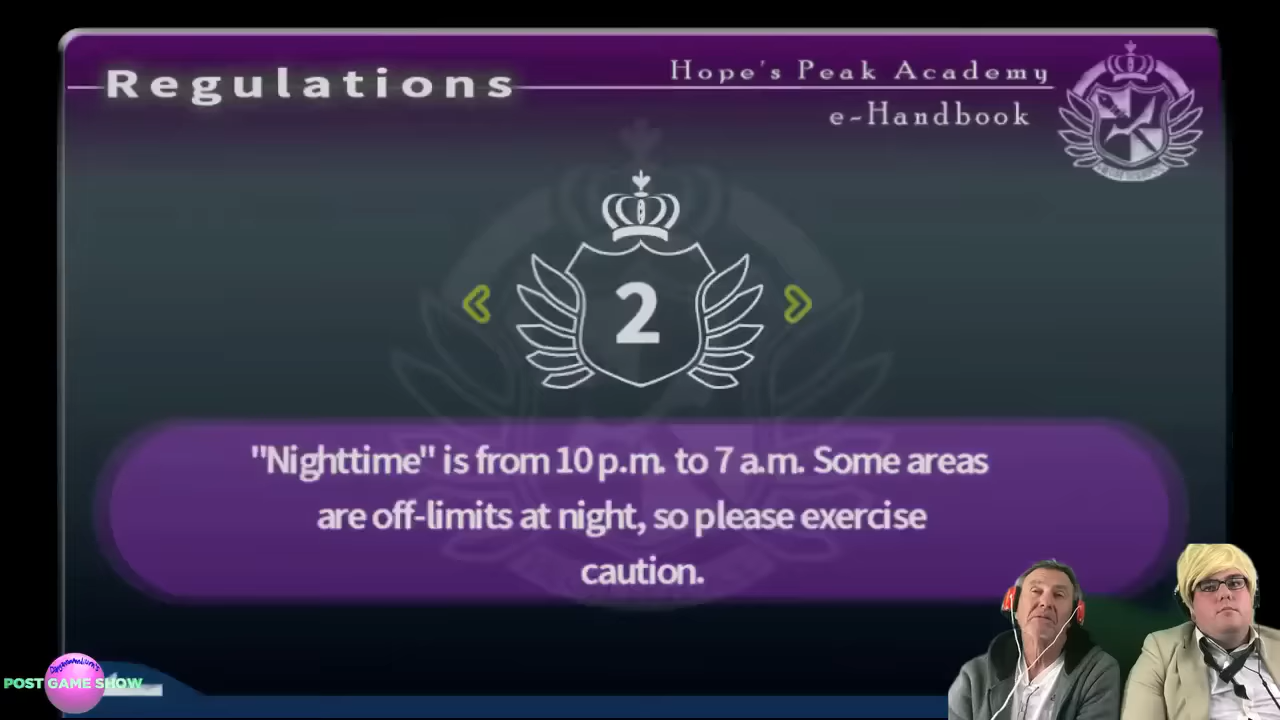 Regulations
Hope's Peak Academy
e-Handbook
2
"Nighttime" is from 10 p.m. to 7 a.m. Some areas
are off-limits at night, so please exercise
caution.
POST GAME SHOW